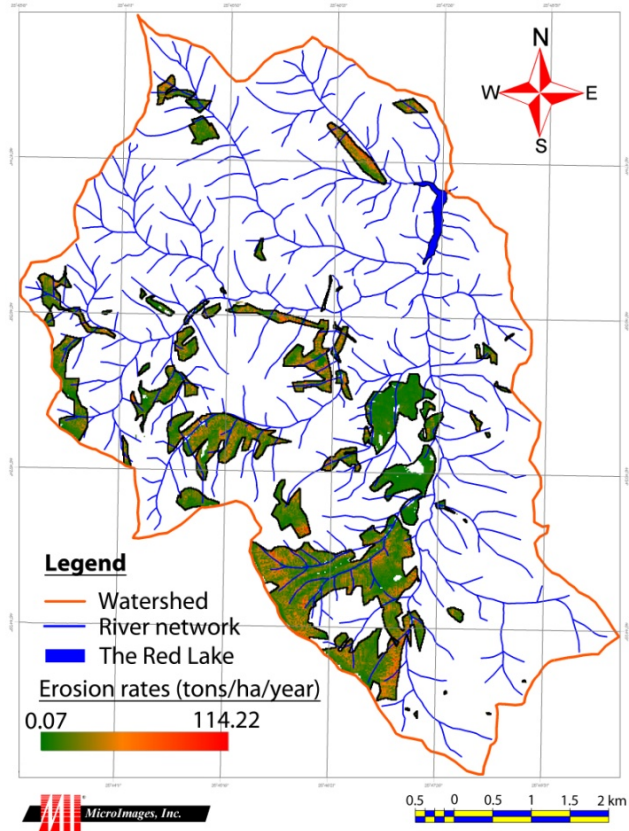 N
W E
S
Legend
Watershed
River network
The Red Lake
Erosion rates (tons/ha/year)
0.07 114.22
MicroImages, Inc.
0.5 0 0.5 1 1.5 2 km